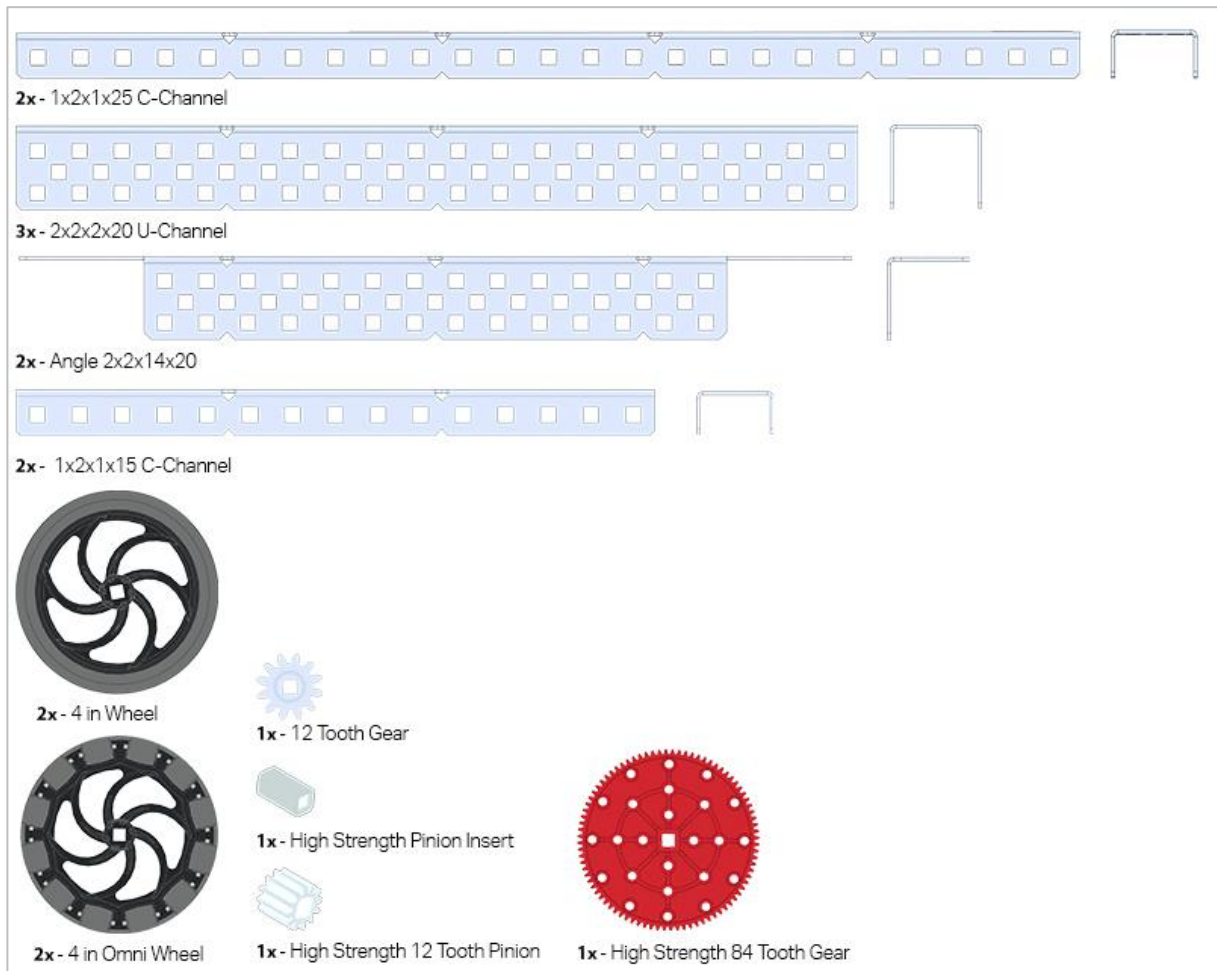 2x - 1x2x1x25 C-Channel
3x - 2x2x2x20 U-Channel
2x - Angle 2x2x14x20
2x - 1x2x1x15 C-Channel
2x - 4 in Wheel
1x - 12 Tooth Gear
1x - High Strength Pinion Insert
2x - 4 in Omni Wheel
1x - High Strength 12 Tooth Pinion
1x - High Strength 84 Tooth Gear